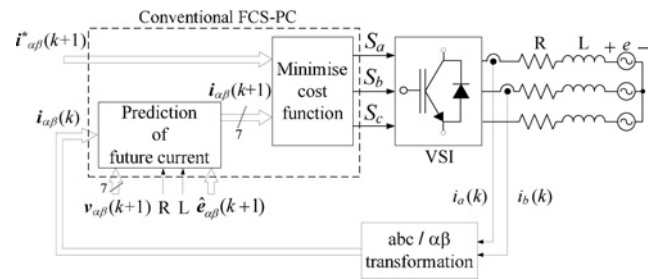 Conventional FCS-PC
i*αβ(k+1)
Sa
Sb
Sc
R
L
+ e −
Minimise
cost
function
iαβ(k+1)
7
iαβ(k)
Prediction
of
future current
VSI
7
vαβ(k+1)
R
L
êαβ(k+1)
ia(k)
ib(k)
abc / αβ
transformation